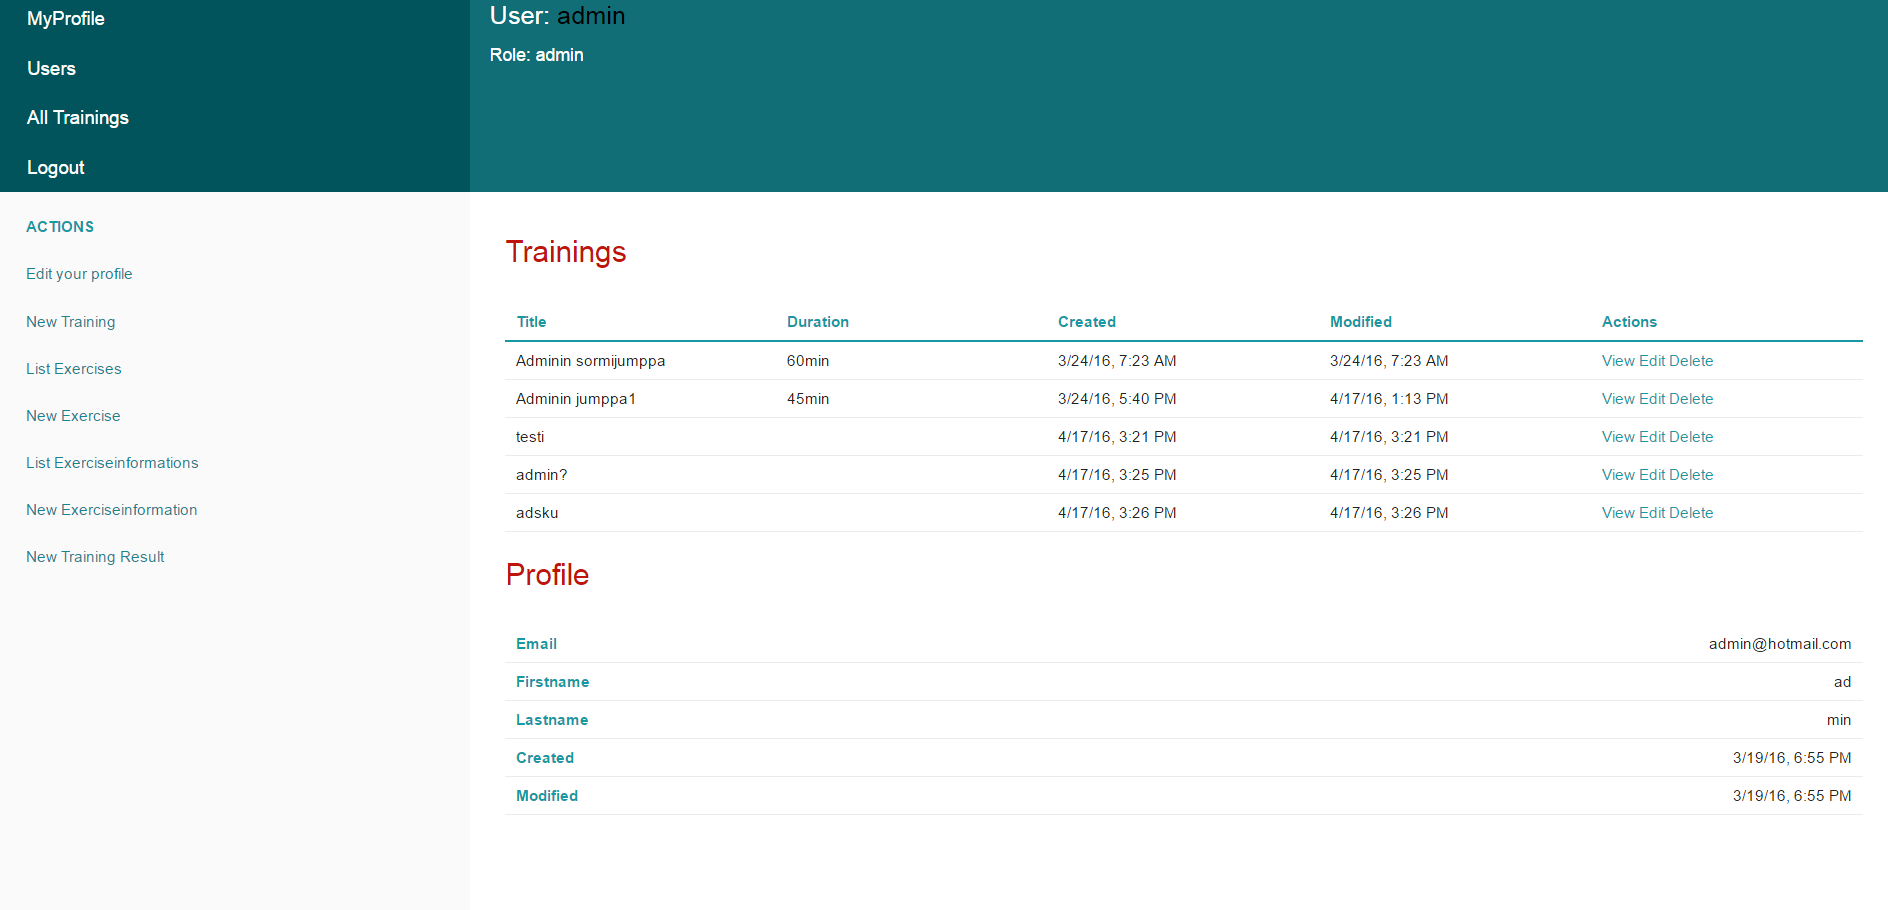 MyProfile
Users
All Trainings
Logout
User: admin
Role: admin
ACTIONS
Edit your profile
New Training
List Exercises
New Exercise
List Exerciseinformations
New Exerciseinformation
New Training Result
Trainings
Title Duration Created Modified Actions
Adminin sormijumppa 60min 3/24/16, 7:23 AM 3/24/16, 7:23 AM View Edit Delete
Adminin jumppa1 45min 3/24/16, 5:40 PM 4/17/16, 1:13 PM View Edit Delete
testi 4/17/16, 3:21 PM 4/17/16, 3:21 PM View Edit Delete
admin? 4/17/16, 3:25 PM 4/17/16, 3:25 PM View Edit Delete
adsku 4/17/16, 3:26 PM 4/17/16, 3:26 PM View Edit Delete
Profile
Email admin@hotmail.com
Firstname ad
Lastname min
Created 3/19/16, 6:55 PM
Modified 3/19/16, 6:55 PM